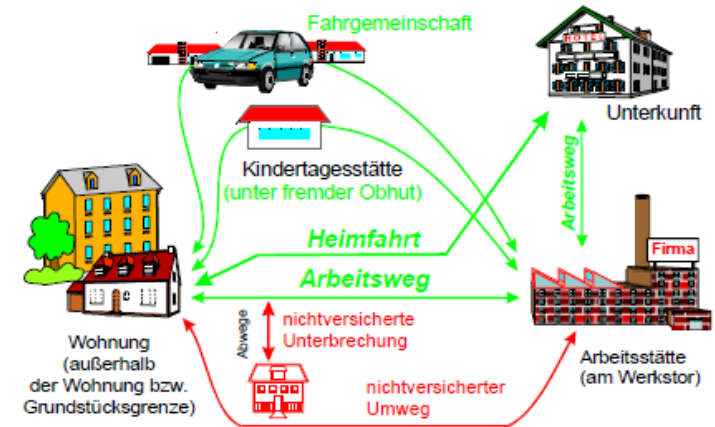 Fahrgemeinschaft
HOTEL
Unterkunft
Kindertagesstätte
(unter fremder Obhut)
Arbeitsweg
Heimfahrt
Firma
Arbeitsweg
Abwege
nichtversicherte
Unterbrechung
Wohnung
(außerhalb
der Wohnung bzw.
Grundstücksgrenze)
Arbeitsstätte
(am Werkstor)
nichtversicherter
Umweg